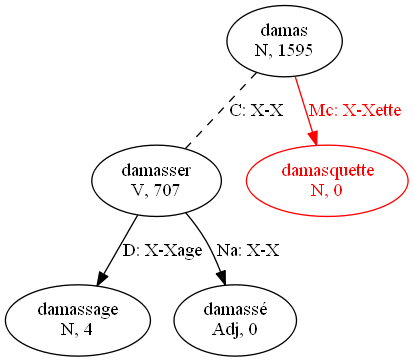 damas
N, 1595
C: X-X
Mc: X-Xette
damasser
V, 707
damasquette
N, 0
D: X-Xage
Na: X-X
damassage
N, 4
damassé
Adj, 0